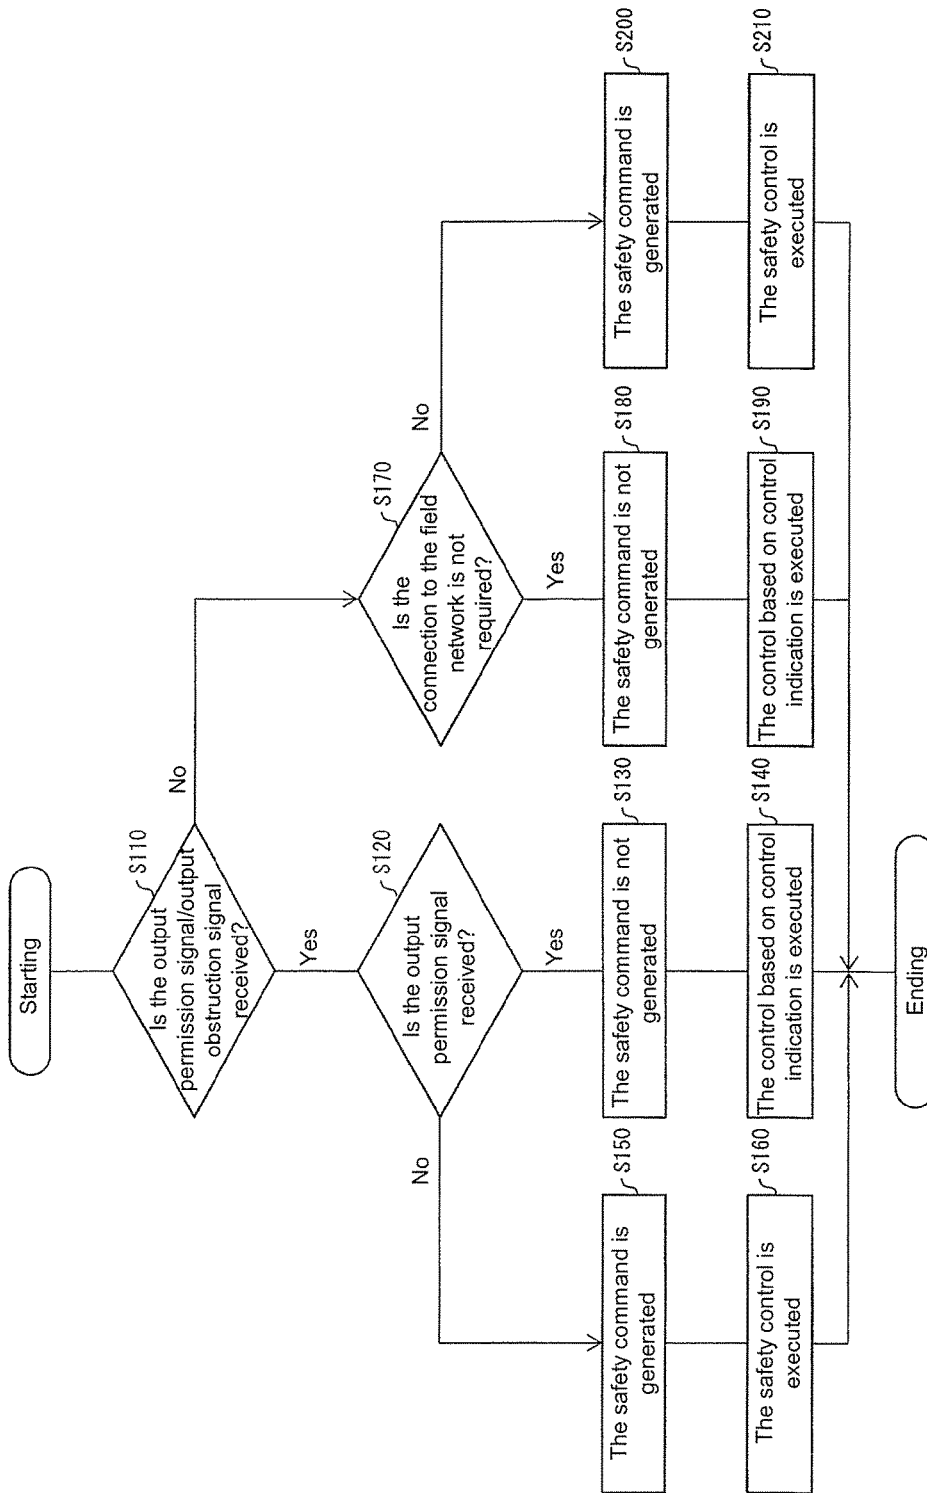 Starting
S110
Is the output
permission signal/output
obstruction signal
received?
No
Yes
S120
Is the output
permission signal
received?
No
Yes
S170
Is the
connection to the field
network is not
required?
No
Yes
S150
The safety command is
generated
S130
The safety command is not
generated
S180
The safety command is not
generated
S200
The safety command is
generated
S160
The safety control is
executed
S140
The control based on control
indication is executed
S190
The control based on control
indication is executed
S210
The safety control is
executed
Ending